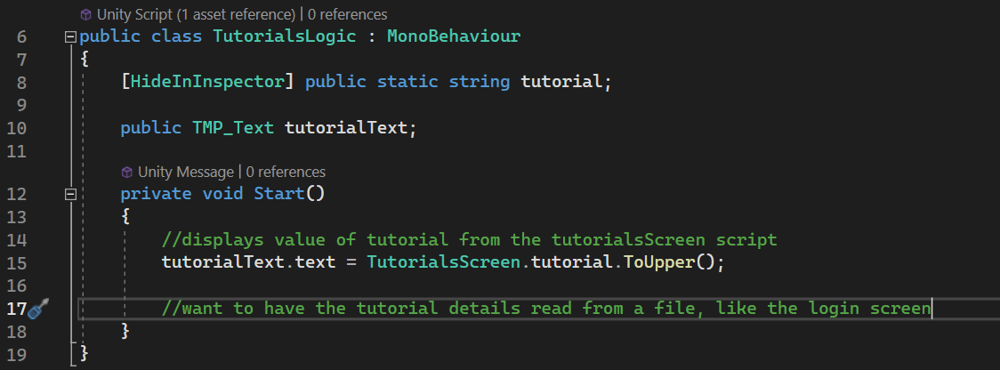 Unity Script (1 asset reference) | 0 references
6 public class TutorialsLogic : MonoBehaviour
7 {
8 [HideInInspector] public static string tutorial;
9
10 public TMP_Text tutorialText;
11
Unity Message | 0 references
12 private void Start()
13 {
14 //displays value of tutorial from the tutorialsScreen script
15 tutorialText.text = TutorialsScreen.tutorial.ToUpper();
16
17 //want to have the tutorial details read from a file, like the login screen
18 }
19 }